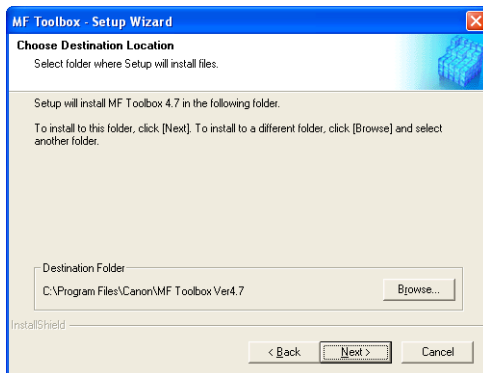 MF Toolbox - Setup Wizard
Choose Destination Location
Select folder where Setup will install files.
Setup will install MF Toolbox 4.7 in the following folder.
To install to this folder, click [Next]. To install to a different folder, click [Browse] and select
another folder.
Destination Folder
C:\Program Files\Canon\MF Toolbox Ver4.7
Browse...
InstallShield
< Back
Next >
Cancel